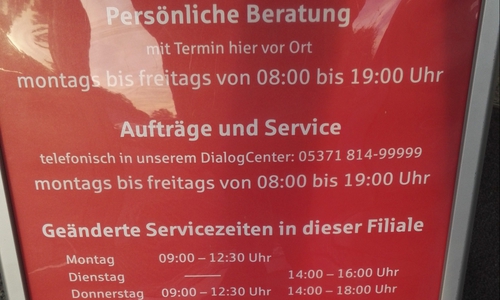 Persönliche Beratung
mit Termin hier vor Ort
montags bis freitags von 08:00 bis 19:00 Uhr
Aufträge und Service
telefonisch in unserem DialogCenter: 05371 814-99999
montags bis freitags von 08:00 bis 19:00 Uhr
Geänderte Servicezeiten in dieser Filiale
Montag 09:00 – 12:30 Uhr
Dienstag —— 14:00 – 16:00 Uhr
Donnerstag 09:00 – 12:30 Uhr 14:00 – 18:00 Uhr